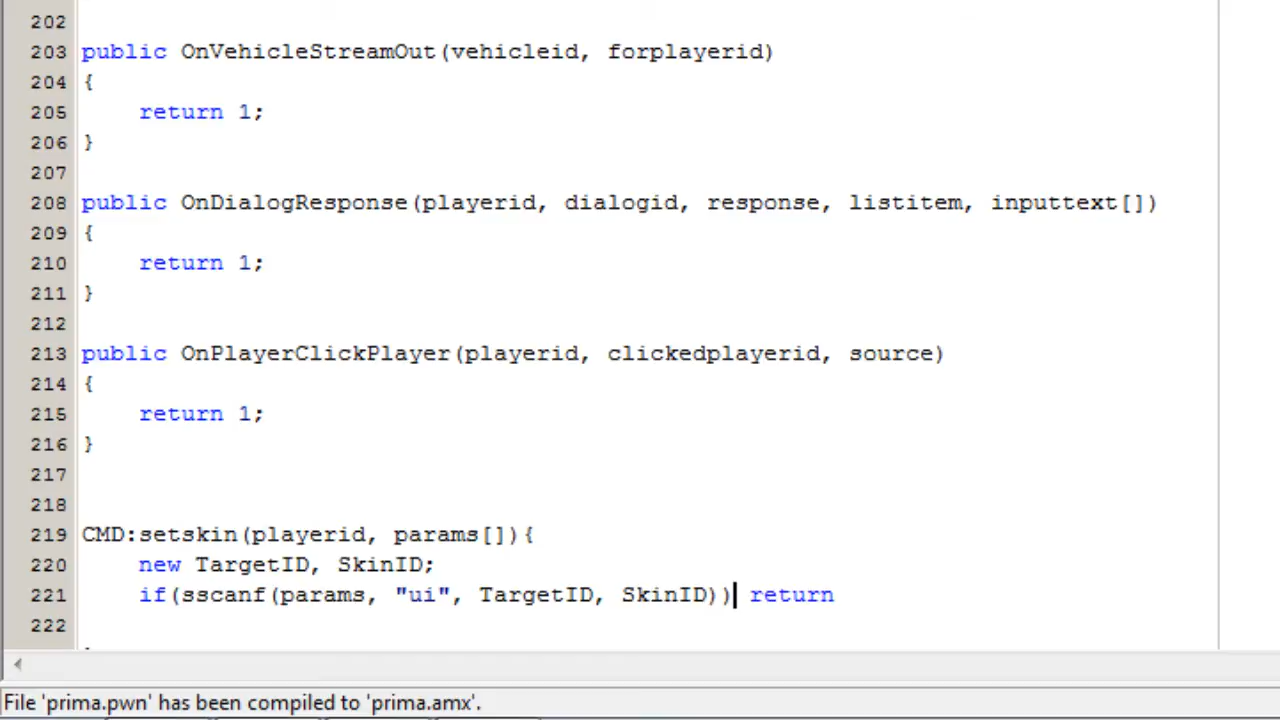 202
203 public OnVehicleStreamOut(vehicleid, forplayerid)
204 {
205     return 1;
206 }
207
208 public OnDialogResponse(playerid, dialogid, response, listitem, inputtext[])
209 {
210     return 1;
211 }
212
213 public OnPlayerClickPlayer(playerid, clickedplayerid, source)
214 {
215     return 1;
216 }
217
218
219 CMD:setskin(playerid, params[]){
220     new TargetID, SkinID;
221     if(sscanf(params, "ui", TargetID, SkinID)) return
222
File 'prima.pwn' has been compiled to 'prima.amx'.